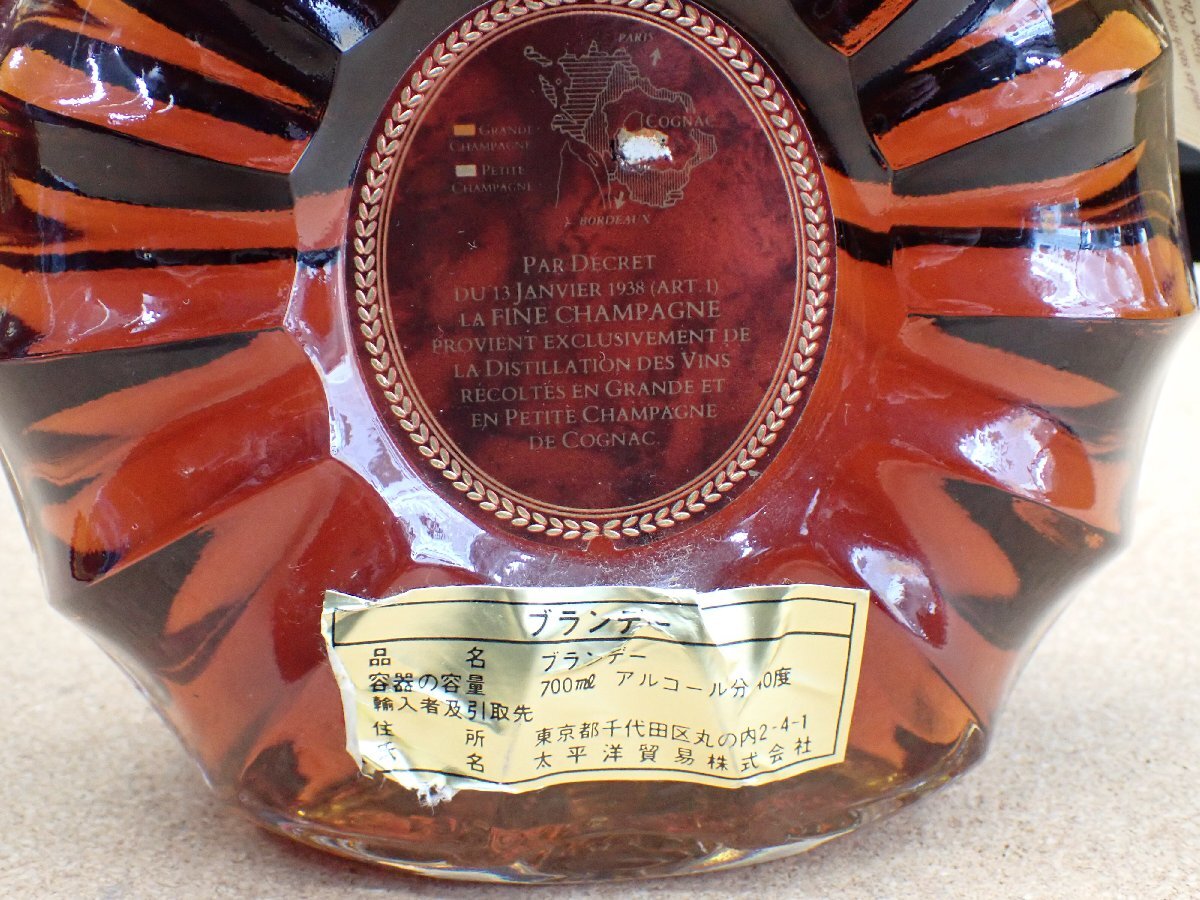 PARIS
COGNAC
GRANDE
CHAMPAGNE
PETITE
CHAMPAGNE
BORDEAUX
PAR DECRET
DU 13 JANVIER 1938 (ART.1)
LA FINE CHAMPAGNE
PROVIENT EXCLUSIVEMENT DE
LA DISTILLATION DES VINS
RÉCOLTÉS EN GRANDE ET
EN PETITE CHAMPAGNE
DE COGNAC.
ブランデー
品名 ブランデー
容器の容量 700ml アルコール分40度
輸入者及引取先
住所 東京都千代田区丸の内2-4-1
名 太平洋貿易株式会社